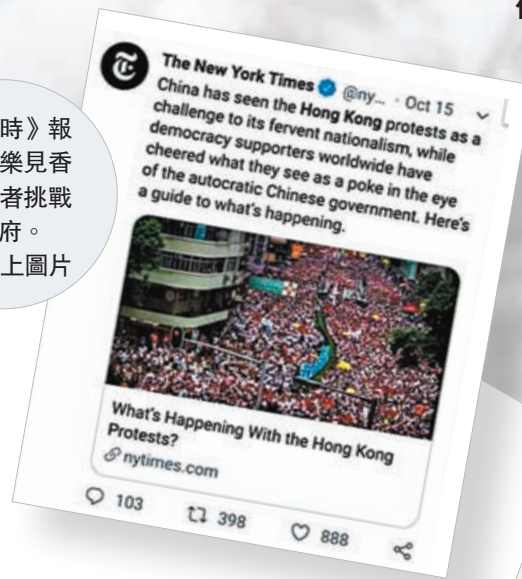 The New York Times @ny... · Oct 15
China has seen the Hong Kong protests as a
challenge to its fervent nationalism, while
democracy supporters worldwide have
cheered what they see as a poke in the eye
of the autocratic Chinese government. Here's
a guide to what's happening.
What's Happening With the Hong Kong
Protests?
nytimes.com
103 398 888
時》報
樂見香
者挑戰
府。
上圖片